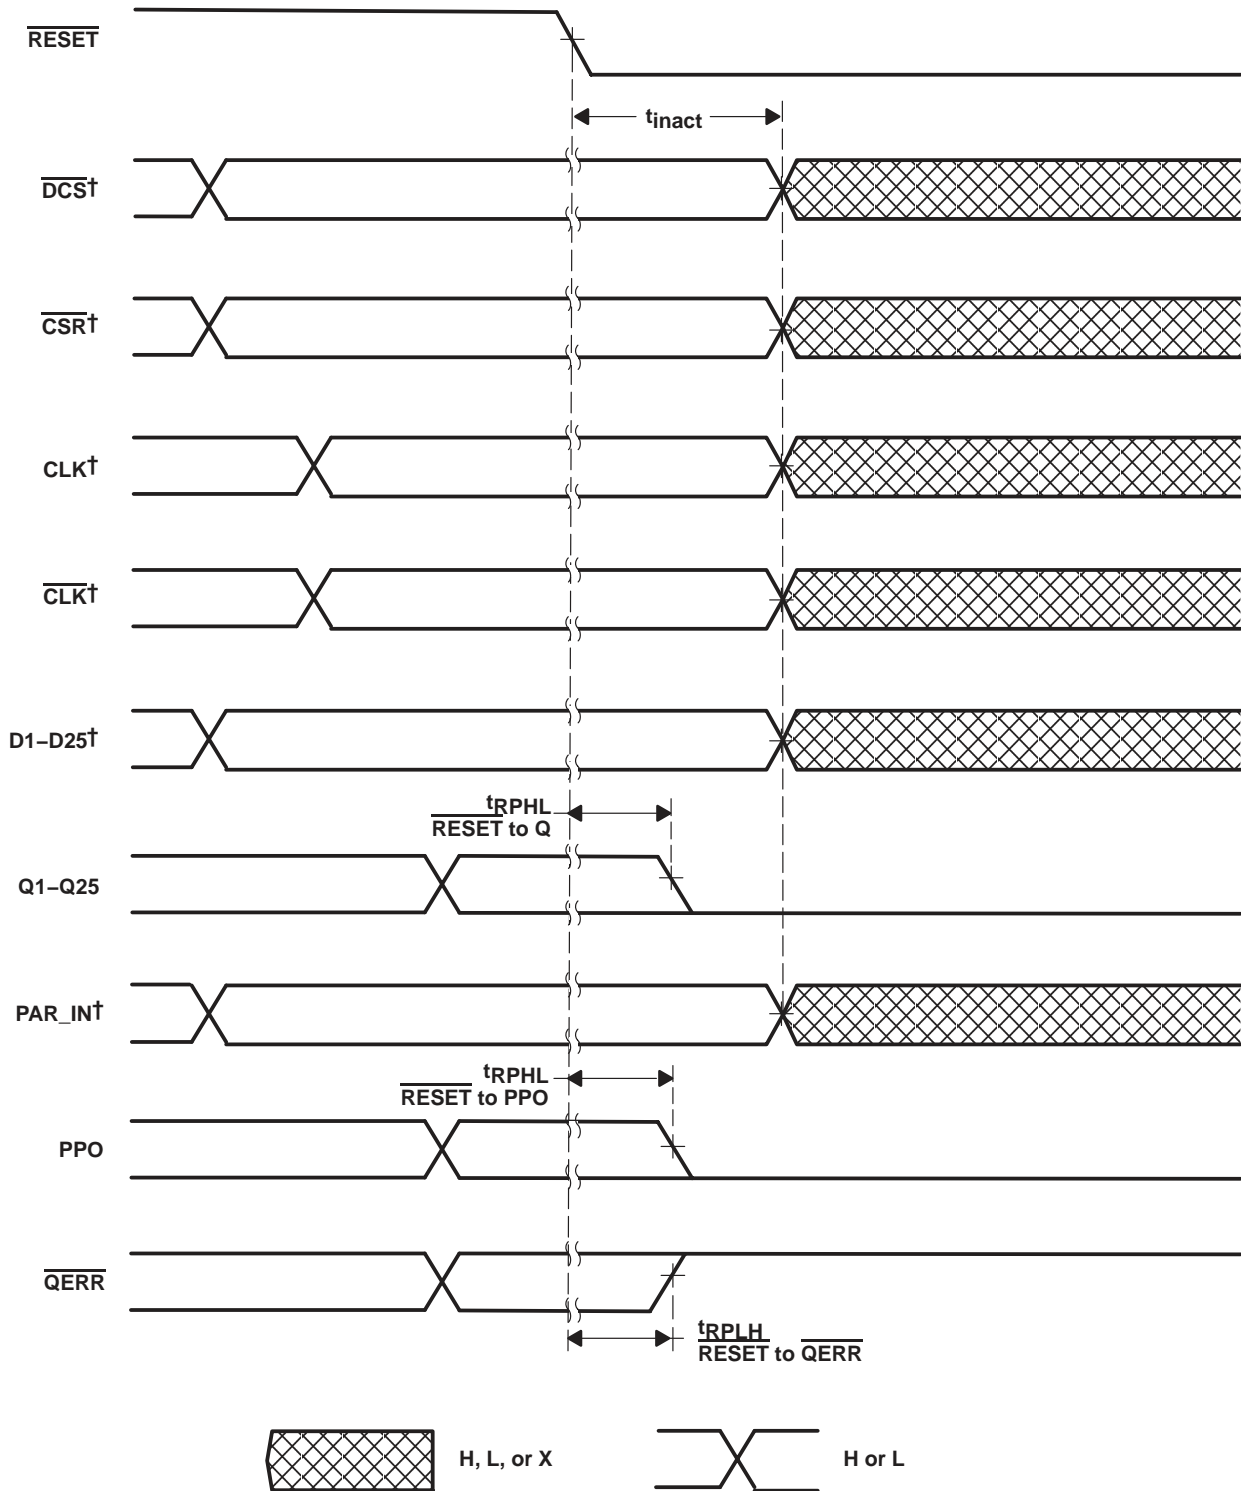 RESET
tinact
DCS†
CSR†
CLK†
CLK†
D1–D25†
tRPHL
RESET to Q
Q1–Q25
PAR_IN†
tRPHL
RESET to PPO
PPO
QERR
tRPLH
RESET to QERR
H, L, or X
H or L